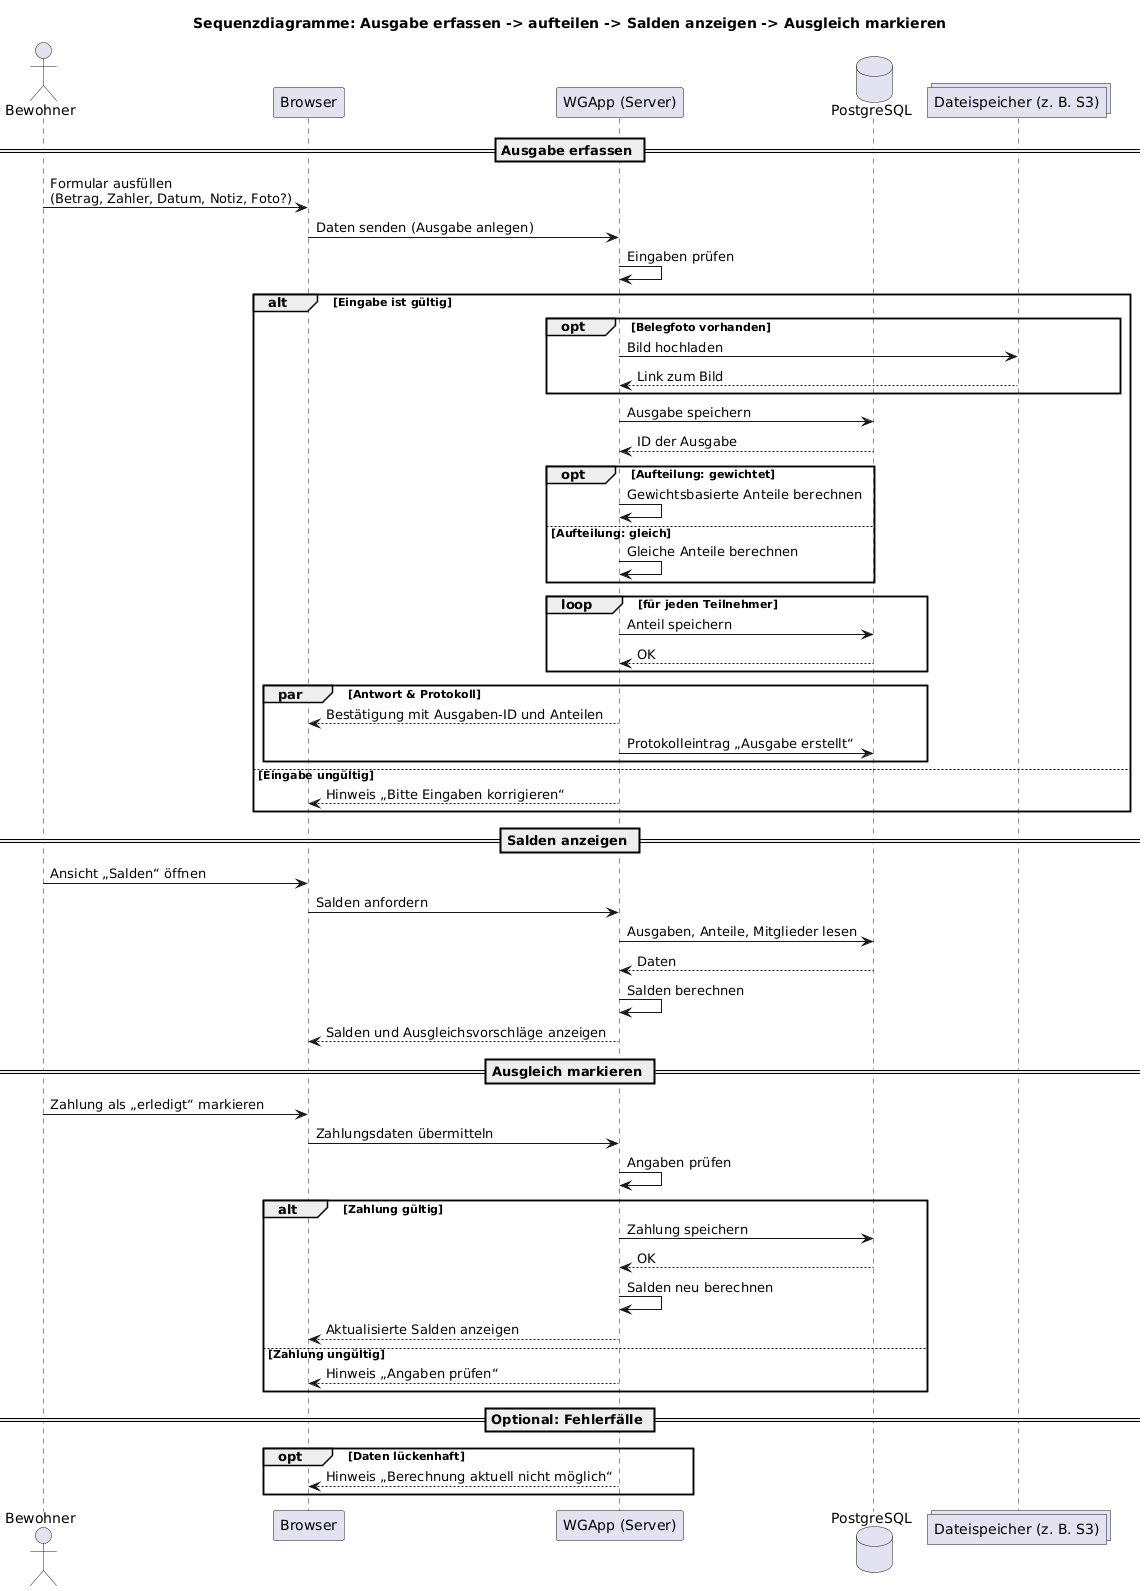 Sequenzdiagramme: Ausgabe erfassen -> aufteilen -> Salden anzeigen -> Ausgleich markieren
Bewohner
Browser
WGApp (Server)
PostgreSQL
Dateispeicher (z. B. S3)
Ausgabe erfassen
Formular ausfüllen
(Betrag, Zahler, Datum, Notiz, Foto?)
Daten senden (Ausgabe anlegen)
Eingaben prüfen
alt [Eingabe ist gültig]
opt [Belegfoto vorhanden]
Bild hochladen
Link zum Bild
Ausgabe speichern
ID der Ausgabe
opt [Aufteilung: gewichtet]
Gewichtsbasierte Anteile berechnen
[Aufteilung: gleich]
Gleiche Anteile berechnen
loop [für jeden Teilnehmer]
Anteil speichern
OK
par [Antwort & Protokoll]
Bestätigung mit Ausgaben-ID und Anteilen
Protokolleintrag „Ausgabe erstellt“
[Eingabe ungültig]
Hinweis „Bitte Eingaben korrigieren“
Salden anzeigen
Ansicht „Salden“ öffnen
Salden anfordern
Ausgaben, Anteile, Mitglieder lesen
Daten
Salden berechnen
Salden und Ausgleichsvorschläge anzeigen
Ausgleich markieren
Zahlung als „erledigt“ markieren
Zahlungsdaten übermitteln
Angaben prüfen
alt [Zahlung gültig]
Zahlung speichern
OK
Salden neu berechnen
Aktualisierte Salden anzeigen
[Zahlung ungültig]
Hinweis „Angaben prüfen“
Optional: Fehlerfälle
opt [Daten lückenhaft]
Hinweis „Berechnung aktuell nicht möglich“
Bewohner
Browser
WGApp (Server)
PostgreSQL
Dateispeicher (z. B. S3)